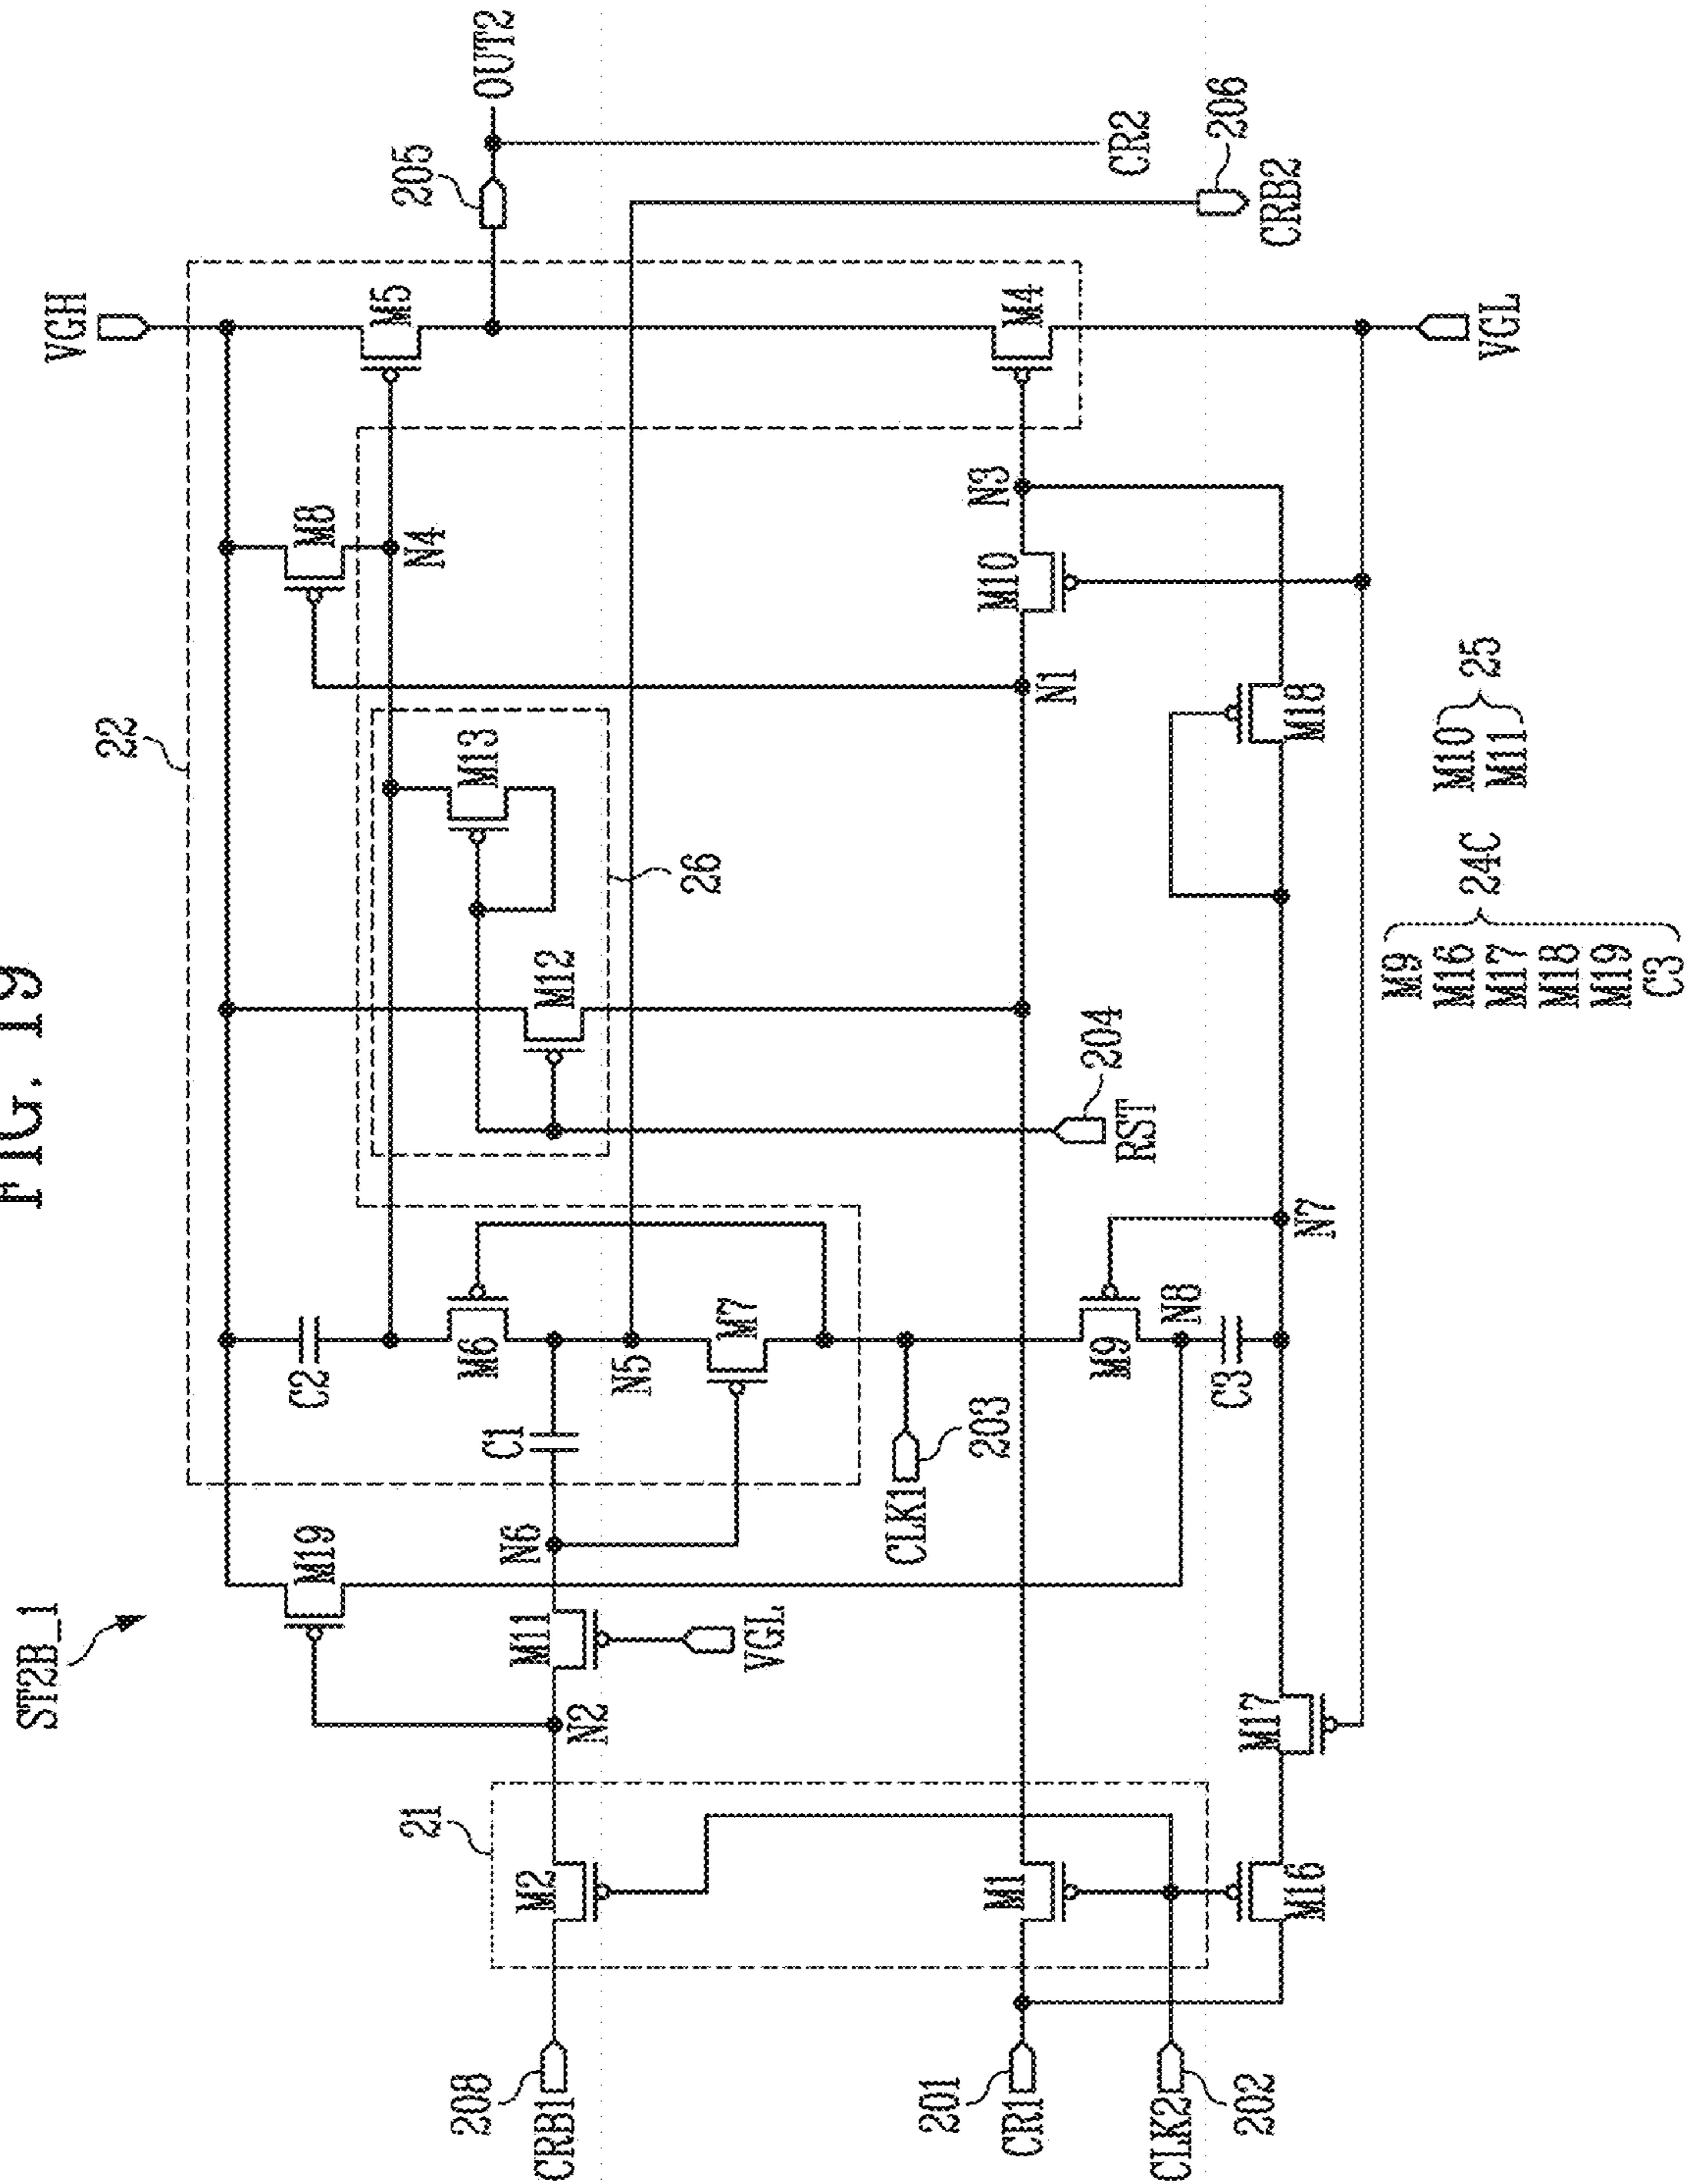 FIG. 19
ST2B_1
22
VGH
M19
C2
M8
M5
205
OUT2
N4
M6
M13
M12
26
21
M2
N2
M11
VGL
N6
C1
N5
M7
208
CRB1
CLK1
203
RST
204
M1
N1
M10
N3
M4
CR2
206
CRB2
201
CR1
CLK2
202
M9
N8
C3
N7
M16
M17
M18
VGL
M9
M16
M17
M18
M19
C3
24C
M10
M11
25